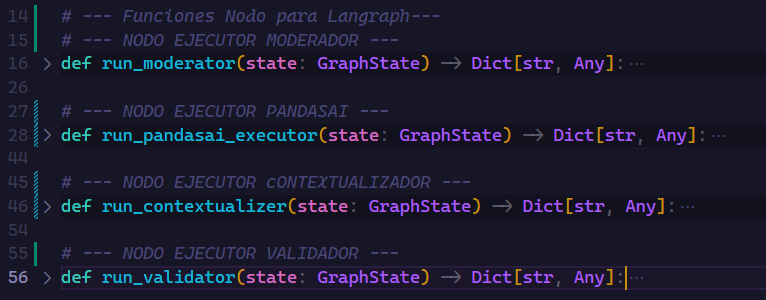 14 # --- Funciones Nodo para Langraph---
15 # --- NODO EJECUTOR MODERADOR ---
16 > def run_moderator(state: GraphState) -> Dict[str, Any]:···
26
27 # --- NODO EJECUTOR PANDASAI ---
28 > def run_pandasai_executor(state: GraphState) -> Dict[str, Any]:···
44
45 # --- NODO EJECUTOR cONTEXTUALIZADOR ---
46 > def run_contextualizer(state: GraphState) -> Dict[str, Any]:···
54
55 # --- NODO EJECUTOR VALIDADOR ---
56 > def run_validator(state: GraphState) -> Dict[str, Any]:···